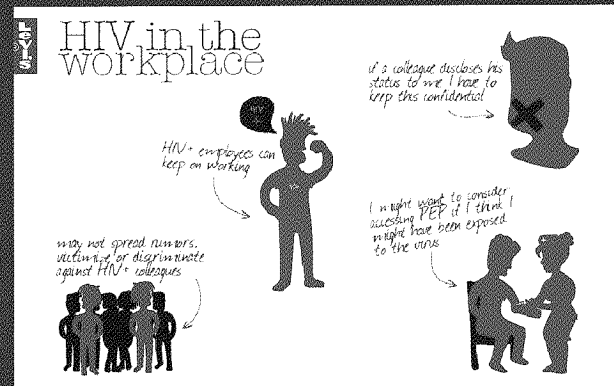 LEVI'S
HIV in the
workplace
if a colleague discloses his
status to me I have to
keep this confidential
HIV+ employees can
keep on working
I might want to consider
accessing PEP if I think I
might have been exposed
to the virus
may not spread rumors,
victimize or discriminate
against HIV+ colleagues